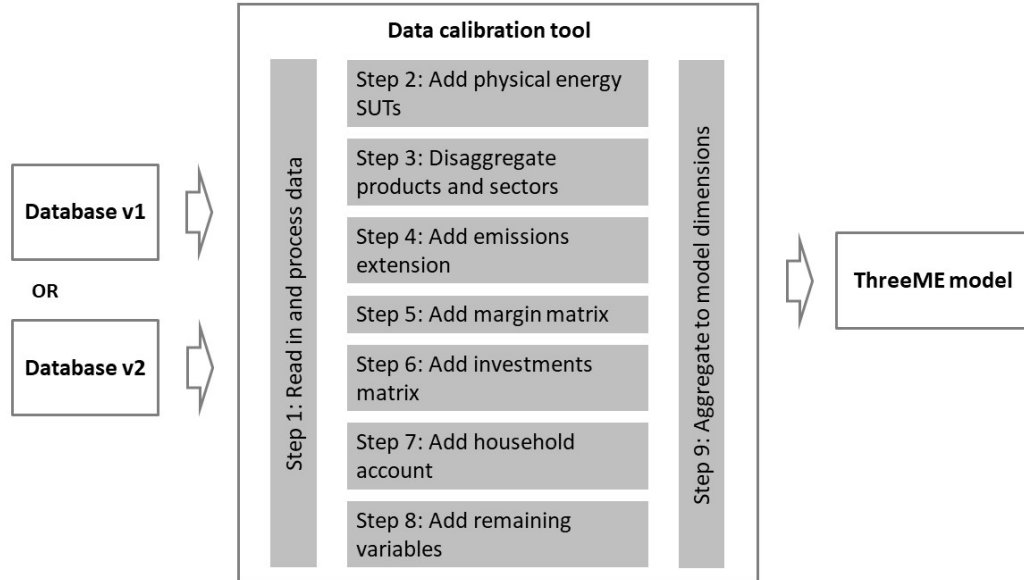 Data calibration tool
Database v1
OR
Database v2
Step 1: Read in and process data
Step 2: Add physical energy
SUTs
Step 3: Disaggregate
products and sectors
Step 4: Add emissions
extension
Step 5: Add margin matrix
Step 6: Add investments
matrix
Step 7: Add household
account
Step 8: Add remaining
variables
Step 9: Aggregate to model dimensions
ThreeME model